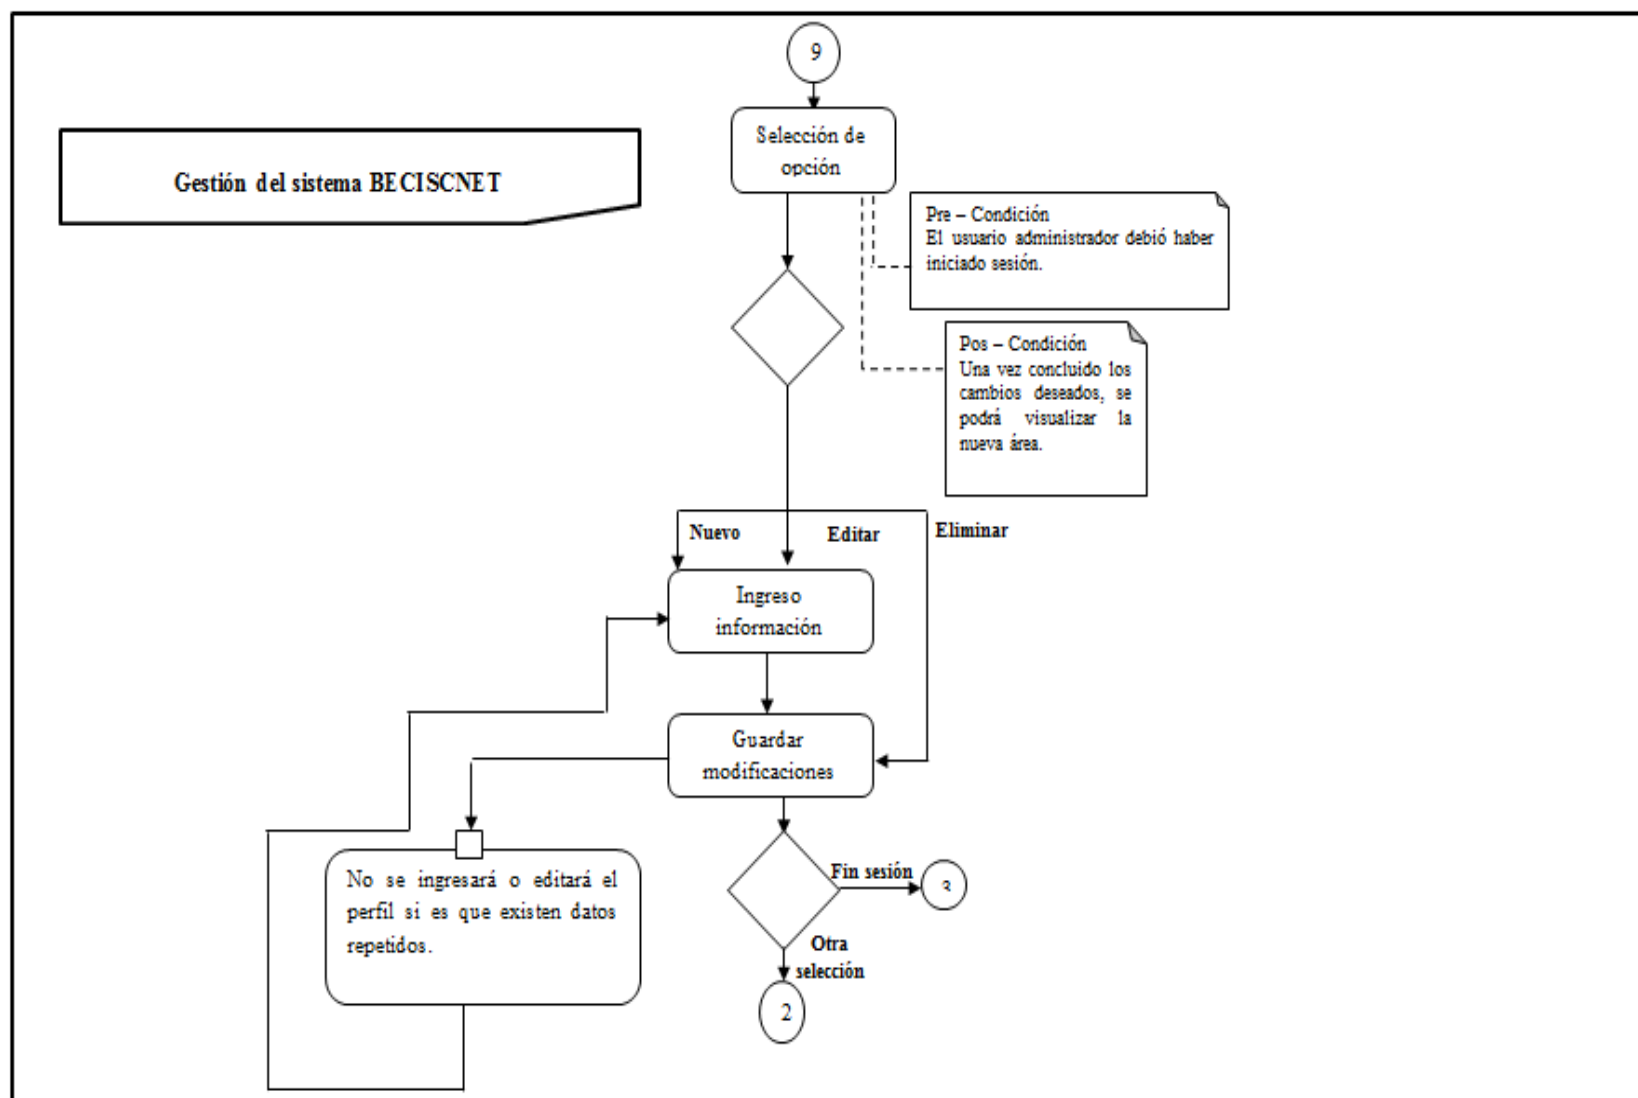 9
Selección de
opción
Gestión del sistema BECISCNET
Pre – Condición
El usuario administrador debió haber
iniciado sesión.
Pos – Condición
Una vez concluido los
cambios deseados, se
podrá visualizar la
nueva área.
Nuevo
Editar
Eliminar
Ingreso
información
Guardar
modificaciones
No se ingresará o editará el
perfil si es que existen datos
repetidos.
Fin sesión
3
Otra
selección
2